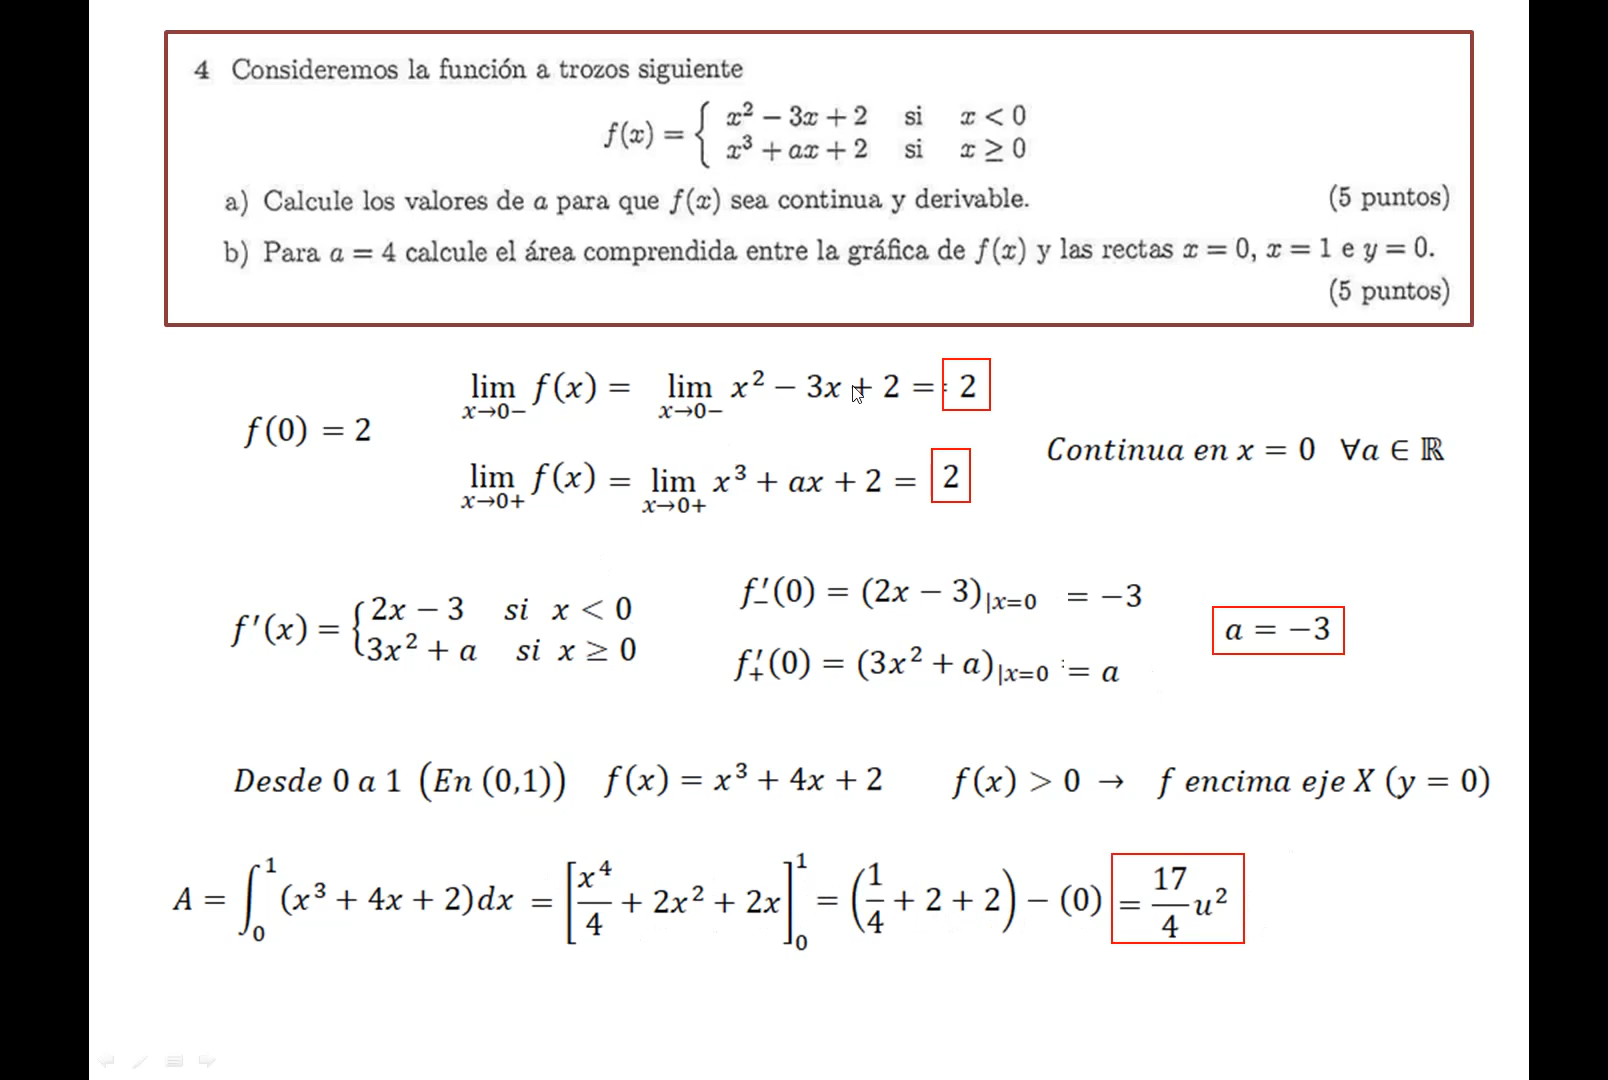 4 Consideremos la función a trozos siguiente
f(x) = { x² − 3x + 2 si x < 0
x³ + ax + 2 si x ≥ 0
a) Calcule los valores de a para que f(x) sea continua y derivable. (5 puntos)
b) Para a = 4 calcule el área comprendida entre la gráfica de f(x) y las rectas x = 0, x = 1 e y = 0.
(5 puntos)
f(0) = 2
lim x→0− f(x) = lim x→0− x² − 3x + 2 = 2
lim x→0+ f(x) = lim x→0+ x³ + ax + 2 = 2
Continua en x = 0 ∀a ∈ ℝ
f′(x) = { 2x − 3 si x < 0
3x² + a si x ≥ 0
f′₋(0) = (2x − 3)|x=0 = −3
f′₊(0) = (3x² + a)|x=0 = a
a = −3
Desde 0 a 1 (En (0,1)) f(x) = x³ + 4x + 2 f(x) > 0 → f encima eje X (y = 0)
A = ∫₀¹ (x³ + 4x + 2)dx = [x⁴/4 + 2x² + 2x]₀¹ = (1/4 + 2 + 2) − (0) = 17/4 u²